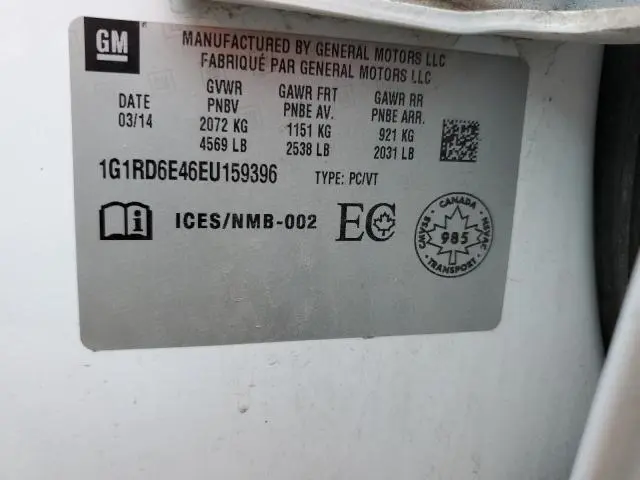 GM
MANUFACTURED BY GENERAL MOTORS LLC
FABRIQUÉ PAR GENERAL MOTORS LLC
DATE 03/14
GVWR PNBV 2072 KG 4569 LB
GAWR FRT PNBE AV. 1151 KG 2538 LB
GAWR RR PNBE ARR. 921 KG 2031 LB
1G1RD6E46EU159396 TYPE: PC/VT
i ICES/NMB-002 EC
CANADA
CMVSS 985 NSVAC
TRANSPORT